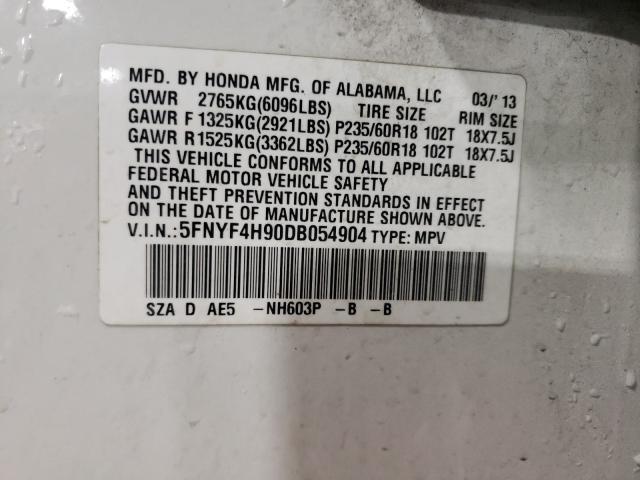 MFD. BY HONDA MFG. OF ALABAMA, LLC 03/'13
GVWR 2765KG(6096LBS) TIRE SIZE RIM SIZE
GAWR F 1325KG(2921LBS) P235/60R18 102T 18X7.5J
GAWR R 1525KG(3362LBS) P235/60R18 102T 18X7.5J
THIS VEHICLE CONFORMS TO ALL APPLICABLE
FEDERAL MOTOR VEHICLE SAFETY
AND THEFT PREVENTION STANDARDS IN EFFECT
ON THE DATE OF MANUFACTURE SHOWN ABOVE.
V.I.N.:5FNYF4H90DB054904 TYPE: MPV
SZA D AE5 -NH603P -B -B